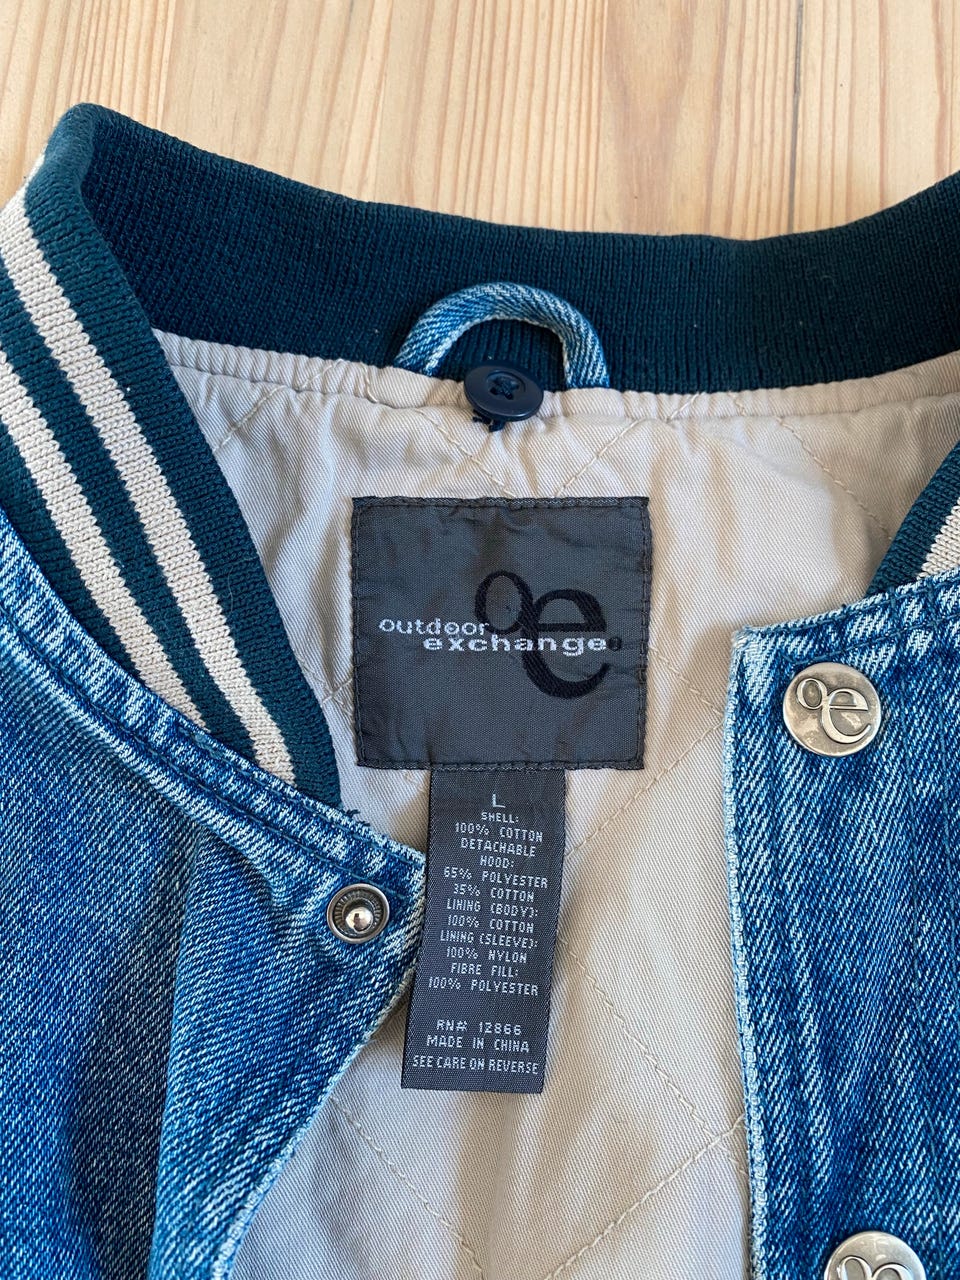 oe
outdoor
exchange
oe
L
SHELL:
100% COTTON
DETACHABLE
HOOD:
65% POLYESTER
35% COTTON
LINING (BODY):
100% COTTON
LINING (SLEEVE):
100% NYLON
FIBRE FILL:
100% POLYESTER
RN# 12866
MADE IN CHINA
SEE CARE ON REVERSE
oe